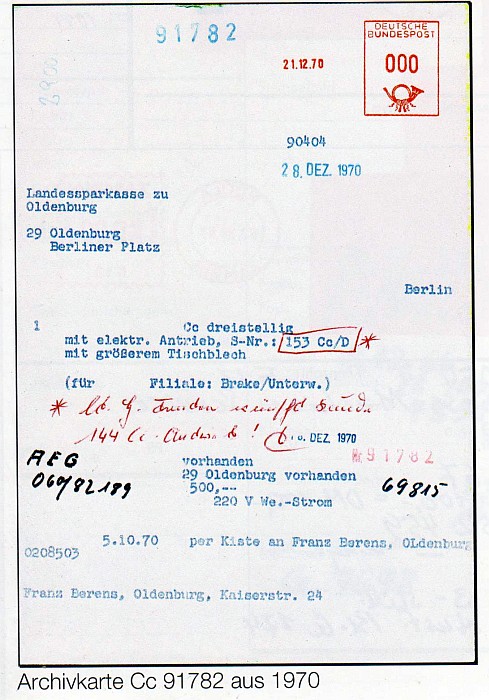 91782
DEUTSCHE
BUNDESPOST
21.12.70
000
90404
28. DEZ. 1970
Landessparkasse zu
Oldenburg
29 Oldenburg
Berliner Platz
Berlin
1 Cc dreistellig
mit elektr. Antrieb, S-Nr.: 153 Cc/D *
mit größerem Tischblech
(für Filiale: Brake/Unterw.)
*
144 Cc !
DEZ. 1970
AEG
vorhanden
Nr. 91782
29 Oldenburg vorhanden
060/82189
500,--
69815
220 V We.-Strom
5.10.70 per Kiste an Franz Berens, OLdenburg
0208503
Franz Berens, Oldenburg, Kaiserstr. 24
Archivkarte Cc 91782 aus 1970